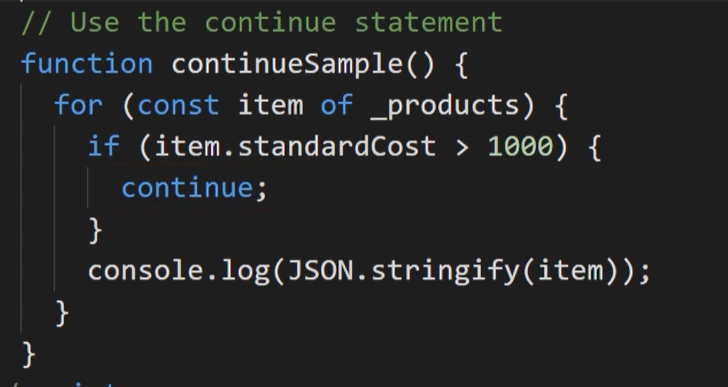 // Use the continue statement
function continueSample() {
  for (const item of _products) {
    if (item.standardCost > 1000) {
      continue;
    }
    console.log(JSON.stringify(item));
  }
}